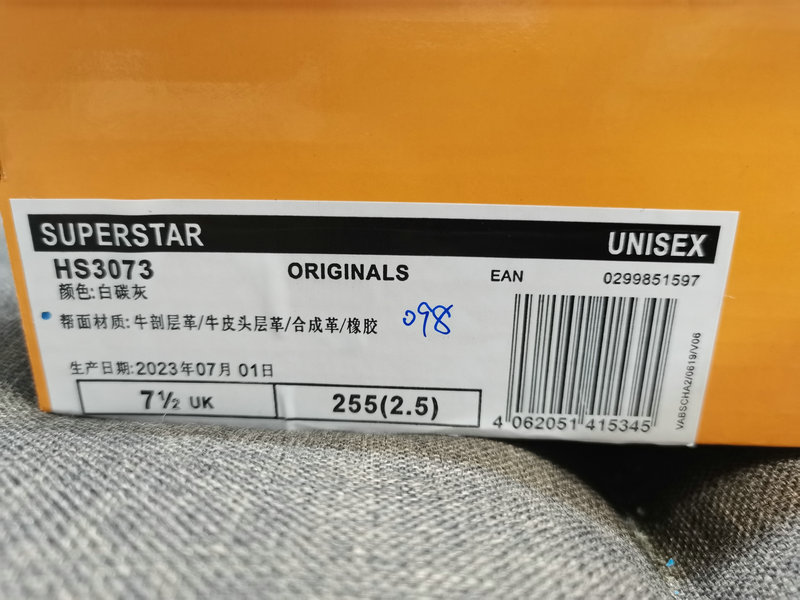 SUPERSTAR
UNISEX
HS3073
ORIGINALS
EAN
0299851597
颜色:白碳灰
帮面材质:牛剖层革/牛皮头层革/合成革/橡胶
098
生产日期:2023年07月 01日
7½ UK
255(2.5)
4 062051 415345
VABSCHA2/0619/V06